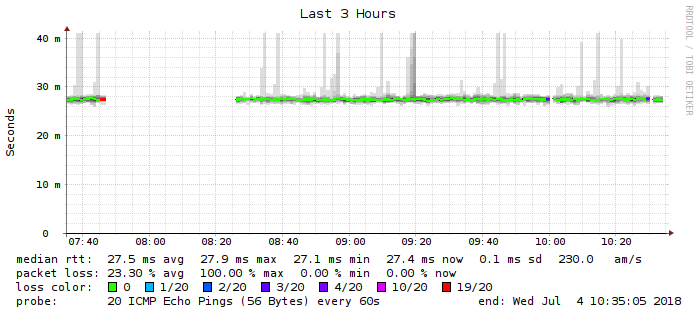 Last 3 Hours
RRDTOOL / TOBI OETIKER
Seconds
40 m
30 m
20 m
10 m
0
07:40 08:00 08:20 08:40 09:00 09:20 09:40 10:00 10:20
median rtt: 27.5 ms avg 27.9 ms max 27.1 ms min 27.4 ms now 0.1 ms sd 230.0 am/s
packet loss: 23.30 % avg 100.00 % max 0.00 % min 0.00 % now
loss color: 0 1/20 2/20 3/20 4/20 10/20 19/20
probe: 20 ICMP Echo Pings (56 Bytes) every 60s end: Wed Jul 4 10:35:05 2018